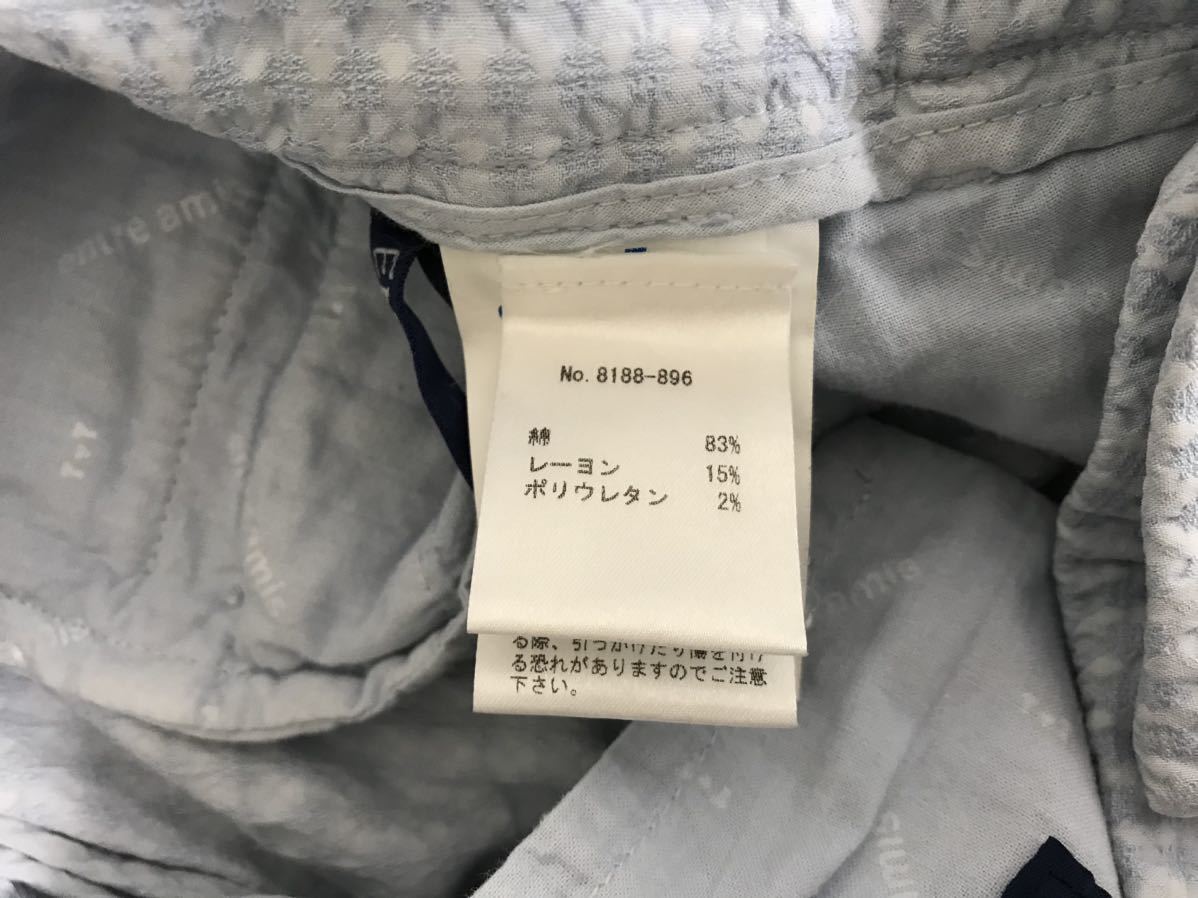 entre amis
E
No. 8188-896
綿 83%
レーヨン 15%
ポリウレタン 2%
る際、引っかけたり傷を付け
る恐れがありますのでご注意
下さい。
amis
amis